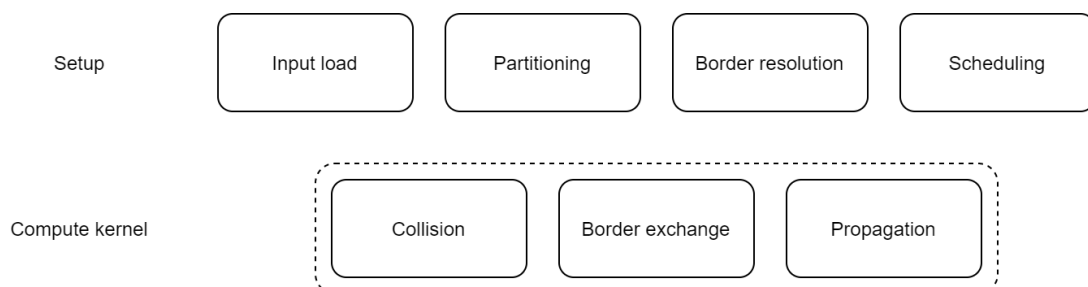 Setup
Input load
Partitioning
Border resolution
Scheduling
Compute kernel
Collision
Border exchange
Propagation